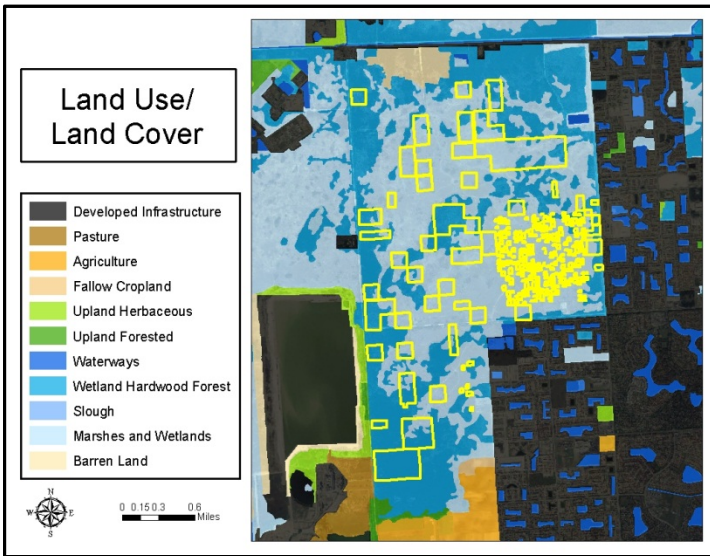 Land Use/
Land Cover
Developed Infrastructure
Pasture
Agriculture
Fallow Cropland
Upland Herbaceous
Upland Forested
Waterways
Wetland Hardwood Forest
Slough
Marshes and Wetlands
Barren Land
N
W E
S
0 0.15 0.3 0.6
Miles